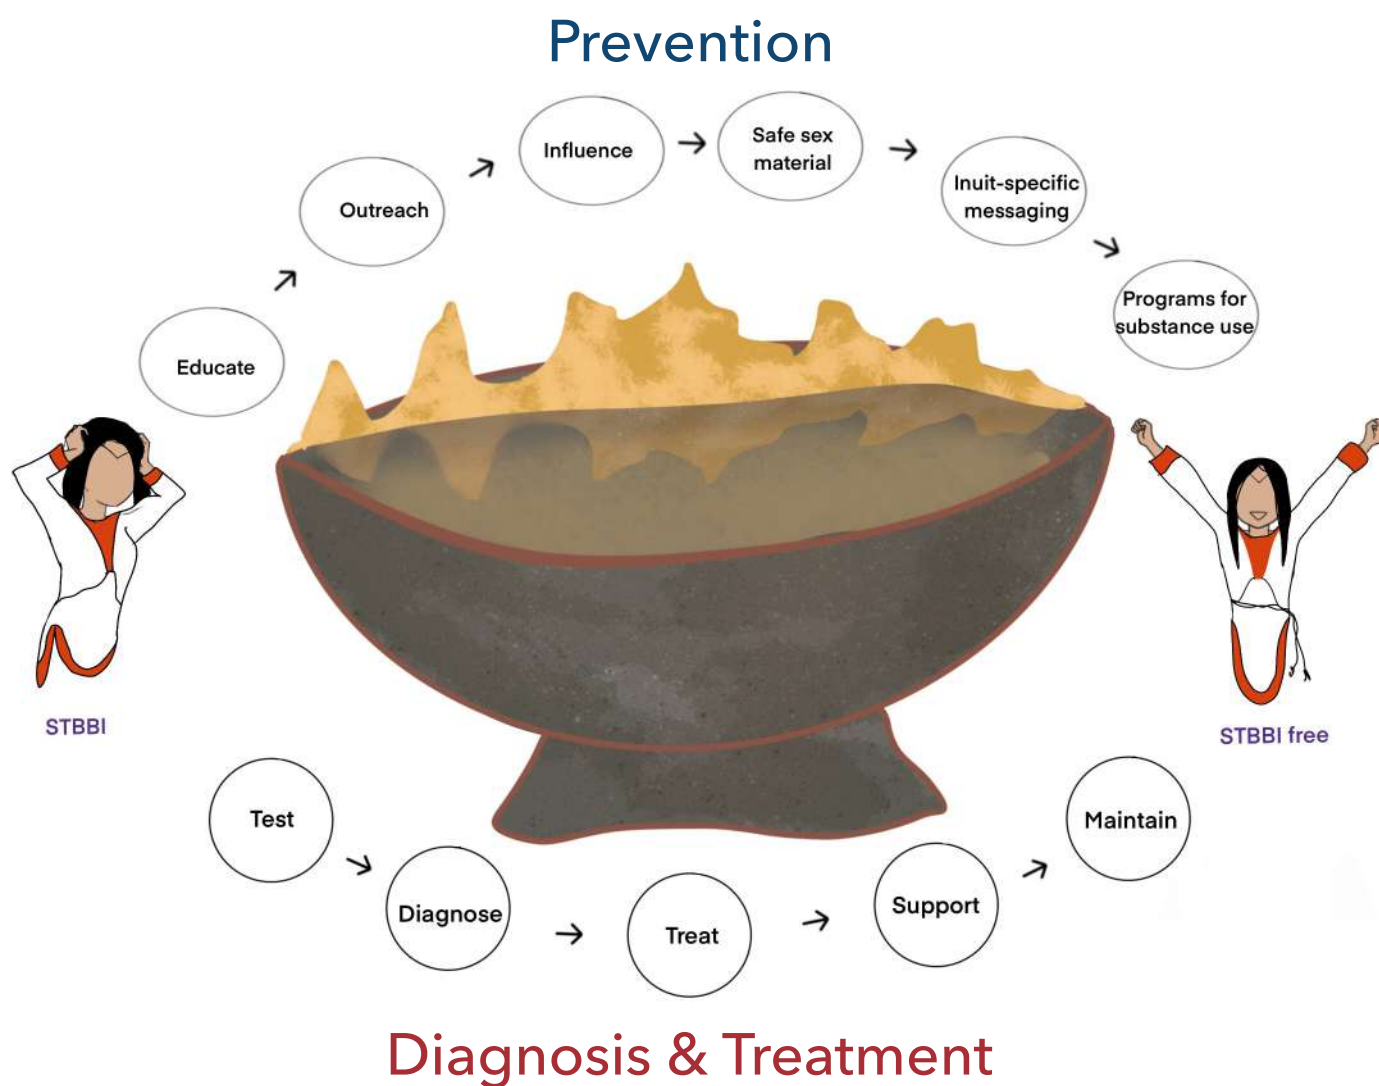 Prevention
Educate
Outreach
Influence
Safe sex
material
Inuit-specific
messaging
Programs for
substance use
STBBI
STBBI free
Test
Diagnose
Treat
Support
Maintain
Diagnosis & Treatment